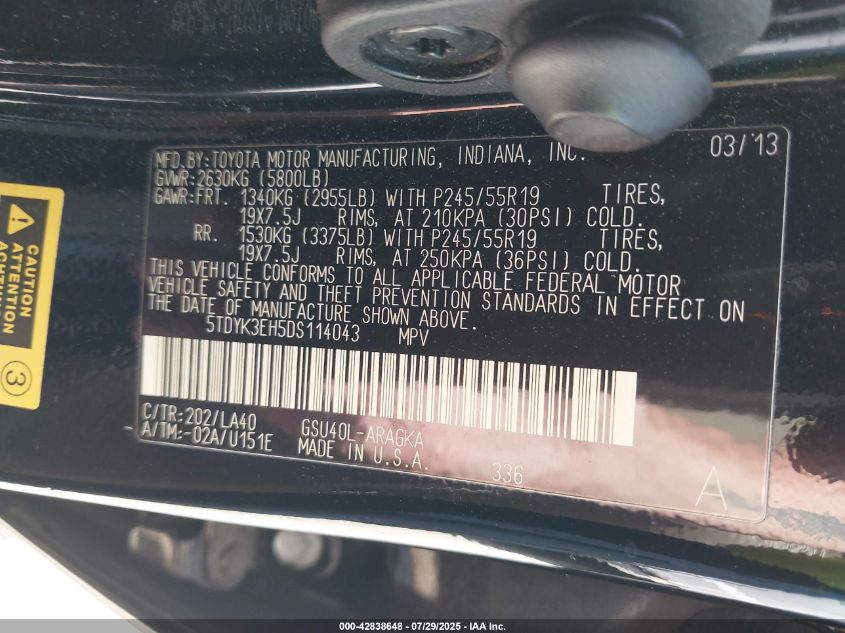 MFD.BY:TOYOTA MOTOR MANUFACTURING, INDIANA, INC. 03/13
GVWR:2630KG (5800LB)
GAWR:FRT. 1340KG (2955LB) WITH P245/55R19 TIRES,
19X7.5J RIMS, AT 210KPA (30PSI) COLD.
RR. 1530KG (3375LB) WITH P245/55R19 TIRES,
19X7.5J RIMS, AT 250KPA (36PSI) COLD.
THIS VEHICLE CONFORMS TO ALL APPLICABLE FEDERAL MOTOR
VEHICLE SAFETY AND THEFT PREVENTION STANDARDS IN EFFECT ON
THE DATE OF MANUFACTURE SHOWN ABOVE.
5TDYK3EH5DS114043 MPV
C/TR:202/LA40 GSU40L-ARAGKA
A/TM:-02A/U151E MADE IN U.S.A. 336 A
CAUTION
ATTENTION
3
000-42838648 - 07/29/2025 - IAA Inc.